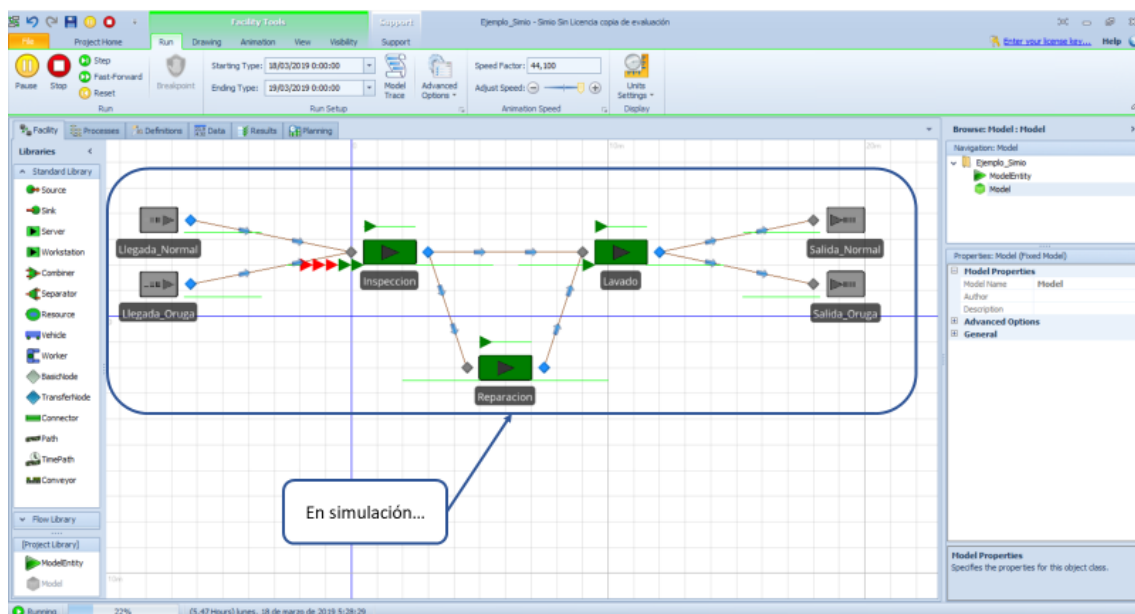 Facility Tools
Support
Ejemplo_Simio - Simio Sin Licencia copia de evaluación
File
Project Home
Run
Drawing
Animation
View
Visibility
Support
Enter your license key...
Help
Pause
Stop
Step
Fast-Forward
Reset
Run
Breakpoint
Starting Type: 18/03/2019 0:00:00
Ending Type: 19/03/2019 0:00:00
Run Setup
Model Trace
Advanced Options
Speed Factor: 44,100
Adjust Speed:
Animation Speed
Units Settings
Display
Facility
Processes
Definitions
Data
Results
Planning
Libraries
Standard Library
Source
Sink
Server
Workstation
Combiner
Separator
Resource
Vehicle
Worker
BasicNode
TransferNode
Connector
Path
TimePath
Conveyor
Flow Library
[Project Library]
ModelEntity
Model
0
10m
20m
Llegada_Normal
Llegada_Oruga
Inspeccion
Reparacion
Lavado
Salida_Normal
Salida_Oruga
En simulación...
10m
Browse: Model : Model
Navigation: Model
Ejemplo_Simio
ModelEntity
Model
Properties: Model (Fixed Model)
Model Properties
Model Name Model
Author
Description
Advanced Options
General
Model Properties
Specifies the properties for this object class.
Running
22%
(5,47 Hours) lunes, 18 de marzo de 2019 5:28:29